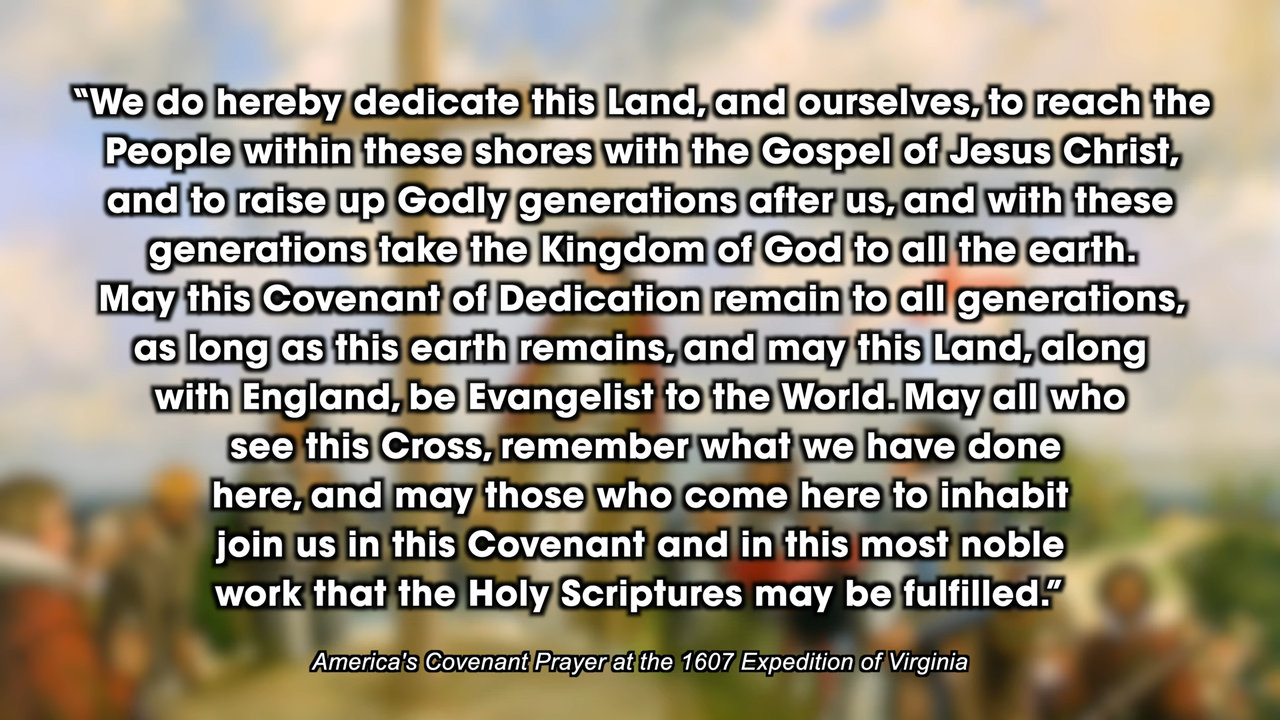 “We do hereby dedicate this Land, and ourselves, to reach the
People within these shores with the Gospel of Jesus Christ,
and to raise up Godly generations after us, and with these
generations take the Kingdom of God to all the earth.
May this Covenant of Dedication remain to all generations,
as long as this earth remains, and may this Land, along
with England, be Evangelist to the World. May all who
see this Cross, remember what we have done
here, and may those who come here to inhabit
join us in this Covenant and in this most noble
work that the Holy Scriptures may be fulfilled.”
America's Covenant Prayer at the 1607 Expedition of Virginia